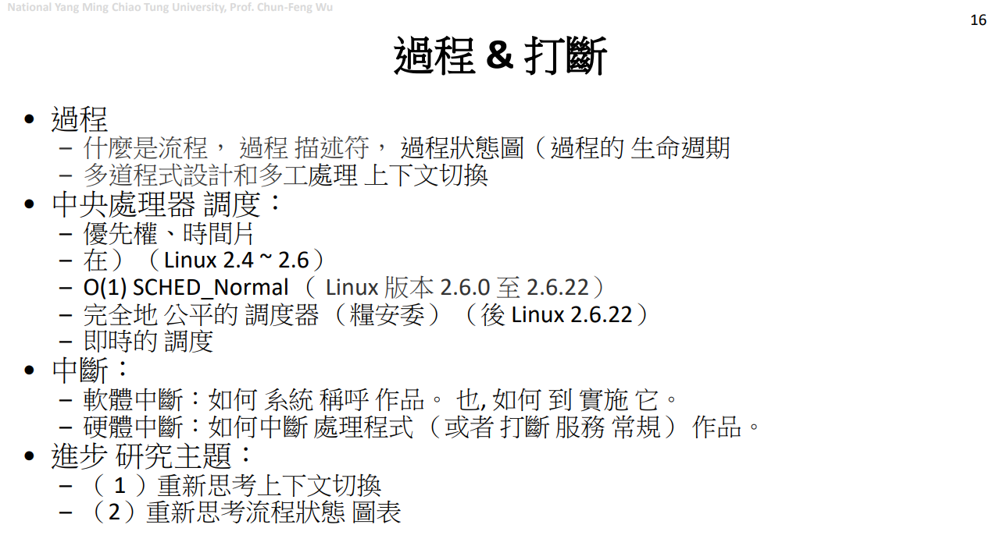 National Yang Ming Chiao Tung University, Prof. Chun-Feng Wu
16
過程 & 打斷
• 過程
– 什麼是流程， 過程 描述符， 過程狀態圖（過程的 生命週期
– 多道程式設計和多工處理 上下文切換
• 中央處理器 調度：
– 優先權、時間片
– 在） （Linux 2.4 ~ 2.6）
– O(1) SCHED_Normal （ Linux 版本 2.6.0 至 2.6.22）
– 完全地 公平的 調度器 （糧安委） （後 Linux 2.6.22）
– 即時的 調度
• 中斷：
– 軟體中斷：如何 系統 稱呼 作品。 也, 如何 到 實施 它。
– 硬體中斷：如何中斷 處理程式 （或者 打斷 服務 常規） 作品。
• 進步 研究主題：
– （ 1 ）重新思考上下文切換
– （2）重新思考流程狀態 圖表